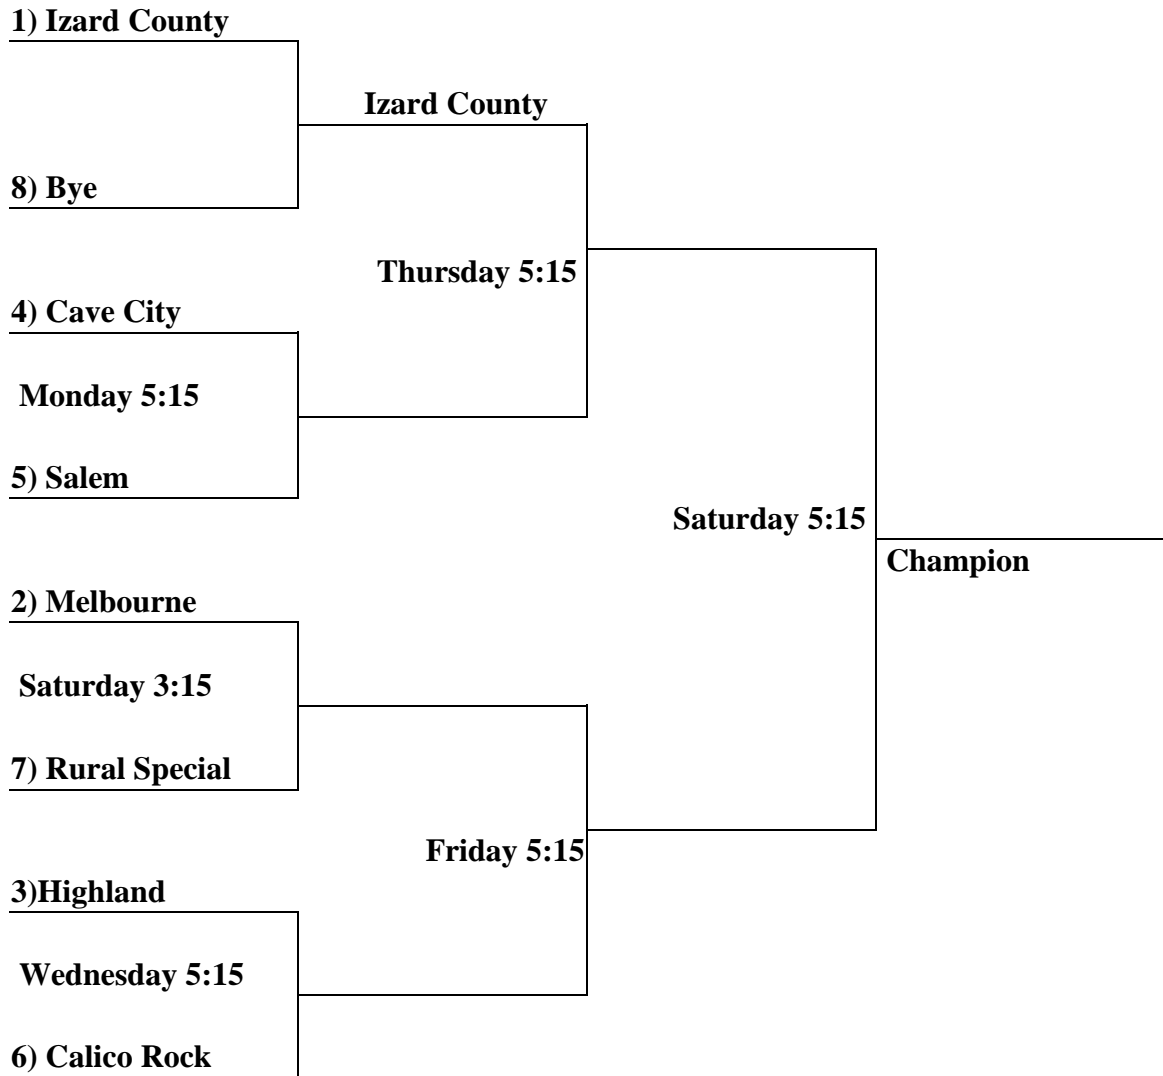 1) Izard County
Izard County
8) Bye
Thursday 5:15
4) Cave City
Monday 5:15
5) Salem
Saturday 5:15
Champion
2) Melbourne
Saturday 3:15
7) Rural Special
Friday 5:15
3)Highland
Wednesday 5:15
6) Calico Rock